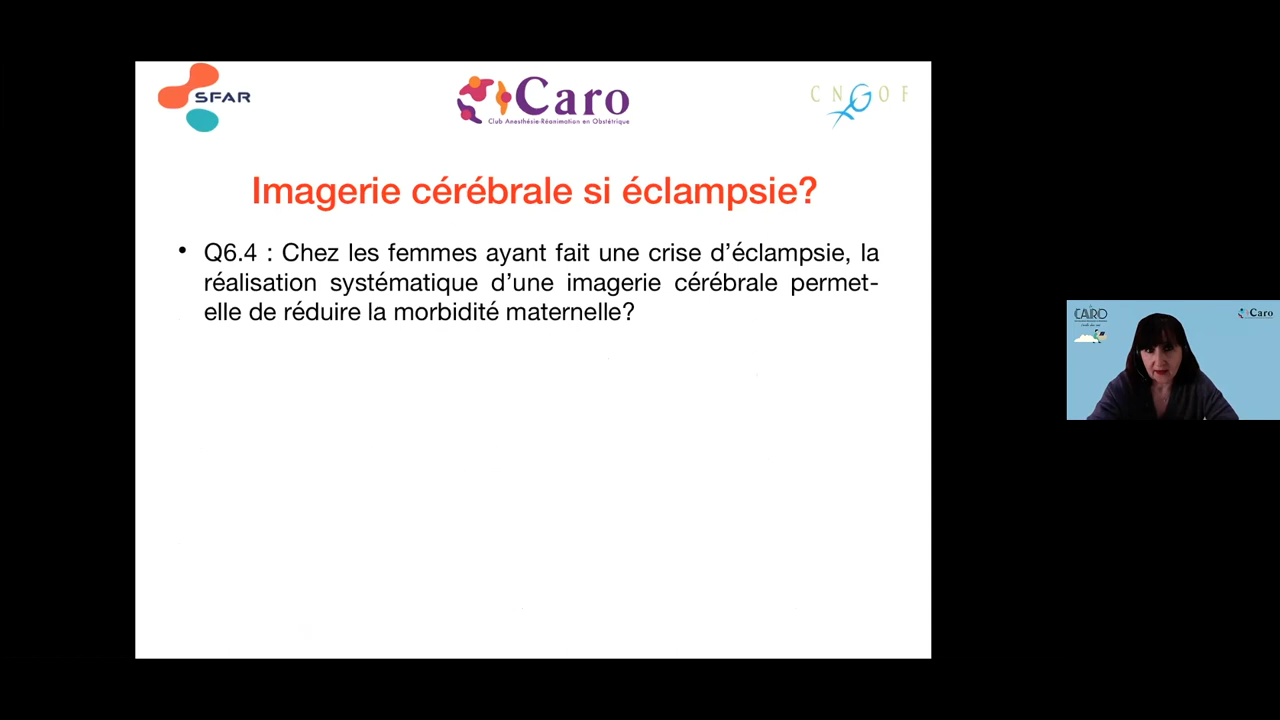 SFAR
Caro
Club Anesthésie-Réanimation en Obstétrique
CNGOF
Imagerie cérébrale si éclampsie?
• Q6.4 : Chez les femmes ayant fait une crise d’éclampsie, la
réalisation systématique d’une imagerie cérébrale permet-
elle de réduire la morbidité maternelle?
CARO
Caro